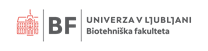 BF
UNIVERZA V LJUBLJANI
Biotehniška fakulteta